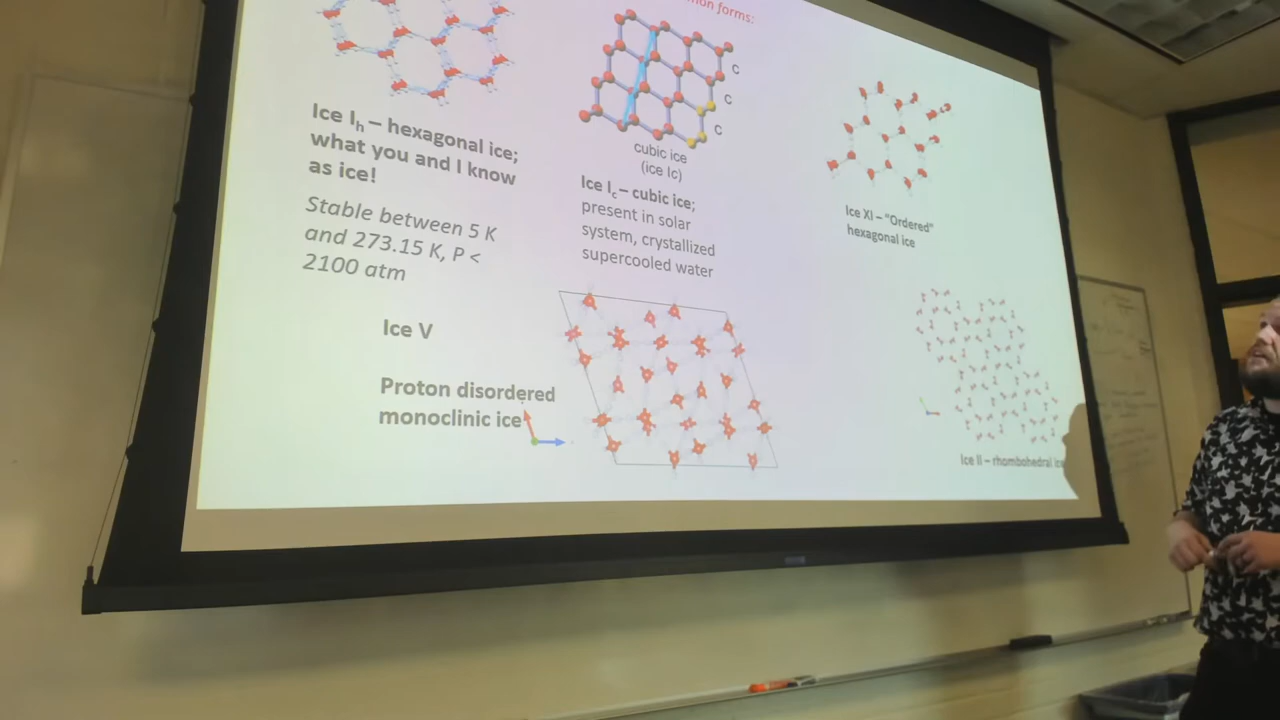 mon forms:
Ice Ih – hexagonal ice;
what you and I know
as ice!
Stable between 5 K
and 273.15 K, P <
2100 atm
C
C
C
cubic ice
(ice Ic)
Ice Ic – cubic ice;
present in solar
system, crystallized
supercooled water
Ice XI – "Ordered"
hexagonal ice
Ice V
Proton disordered
monoclinic ice
Ice II – rhombohedral ice